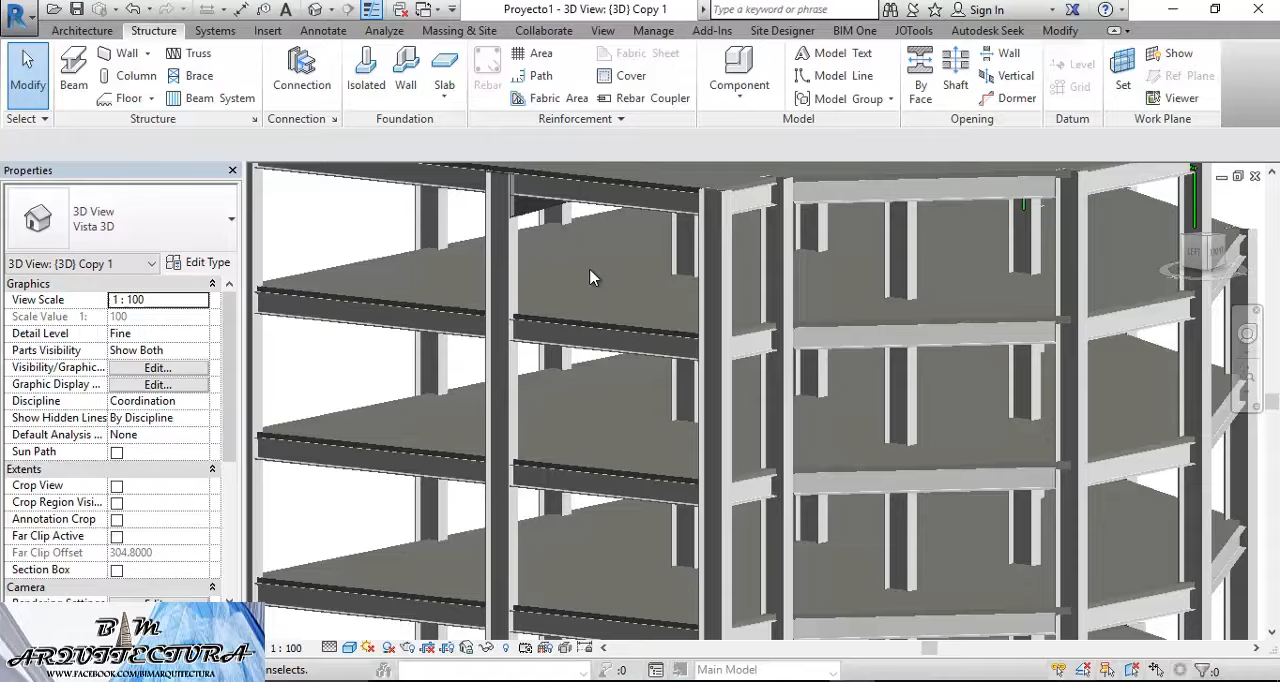 Proyecto1 - 3D View: {3D} Copy 1
Type a keyword or phrase
Sign In
Architecture Structure Systems Insert Annotate Analyze Massing & Site Collaborate View Manage Add-Ins Site Designer BIM One JOTools Autodesk Seek Modify
Modify
Beam
Wall
Column
Floor
Truss
Brace
Beam System
Connection
Isolated
Wall
Slab
Rebar
Area
Path
Fabric Area
Fabric Sheet
Cover
Rebar Coupler
Component
Model Text
Model Line
Model Group
By Face
Shaft
Wall
Vertical
Dormer
Level
Grid
Set
Show
Ref Plane
Viewer
Select Structure Connection Foundation Reinforcement Model Opening Datum Work Plane
Properties
3D View
Vista 3D
3D View: {3D} Copy 1 Edit Type
Graphics
View Scale 1 : 100
Scale Value 1: 100
Detail Level Fine
Parts Visibility Show Both
Visibility/Graphic... Edit...
Graphic Display ... Edit...
Discipline Coordination
Show Hidden Lines By Discipline
Default Analysis ... None
Sun Path
Extents
Crop View
Crop Region Visi...
Annotation Crop
Far Clip Active
Far Clip Offset 304.8000
Section Box
Camera
LEFT
BIM
ARQUITECTURA
WWW.FACEBOOK.COM/BIMARQUITECTURA
1 : 100
nselects.
:0
Main Model
:0